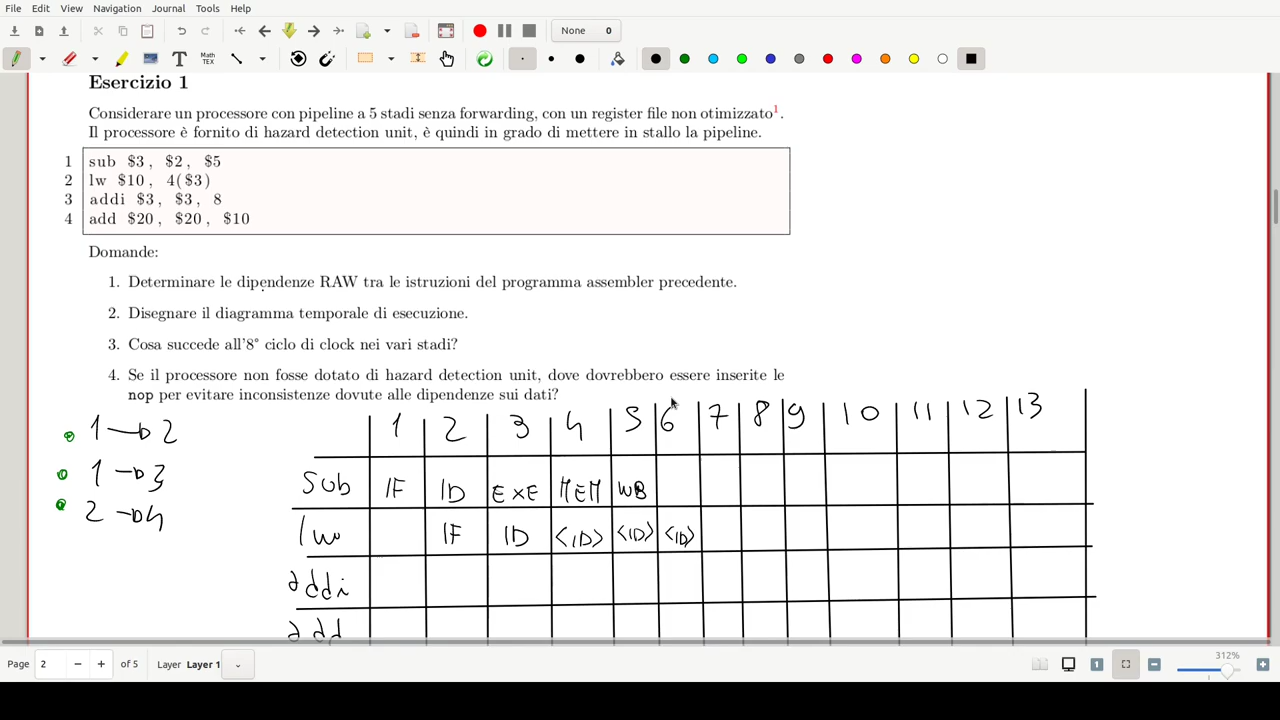 File Edit View Navigation Journal Tools Help
None 0
Math TEX
Esercizio 1
Considerare un processore con pipeline a 5 stadi senza forwarding, con un register file non otimizzato1.
Il processore è fornito di hazard detection unit, è quindi in grado di mettere in stallo la pipeline.
1 sub $3, $2, $5
2 lw $10, 4($3)
3 addi $3, $3, 8
4 add $20, $20, $10
Domande:
1. Determinare le dipendenze RAW tra le istruzioni del programma assembler precedente.
2. Disegnare il diagramma temporale di esecuzione.
3. Cosa succede all'8° ciclo di clock nei vari stadi?
4. Se il processore non fosse dotato di hazard detection unit, dove dovrebbero essere inserite le
nop per evitare inconsistenze dovute alle dipendenze sui dati?
1 → 2
1 → 3
2 → 4
1 2 3 4 5 6 7 8 9 10 11 12 13
sub IF ID EXE MEM WB
lw IF ID <ID> <ID> <ID>
addi
add
Page 2 of 5 Layer Layer 1
1
312%